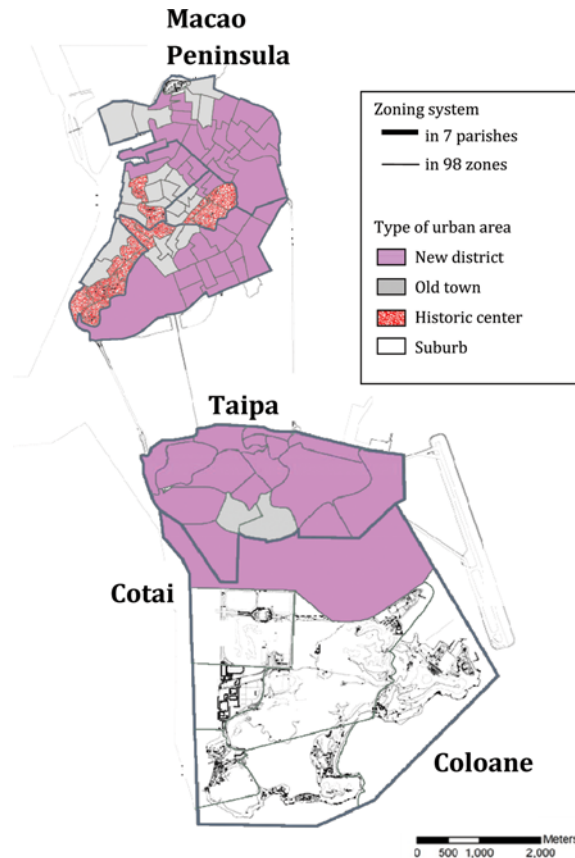 Macao
Peninsula
Zoning system
in 7 parishes
in 98 zones
Type of urban area
New district
Old town
Historic center
Suburb
Taipa
Cotai
Coloane
Meters
0 500 1,000 2,000